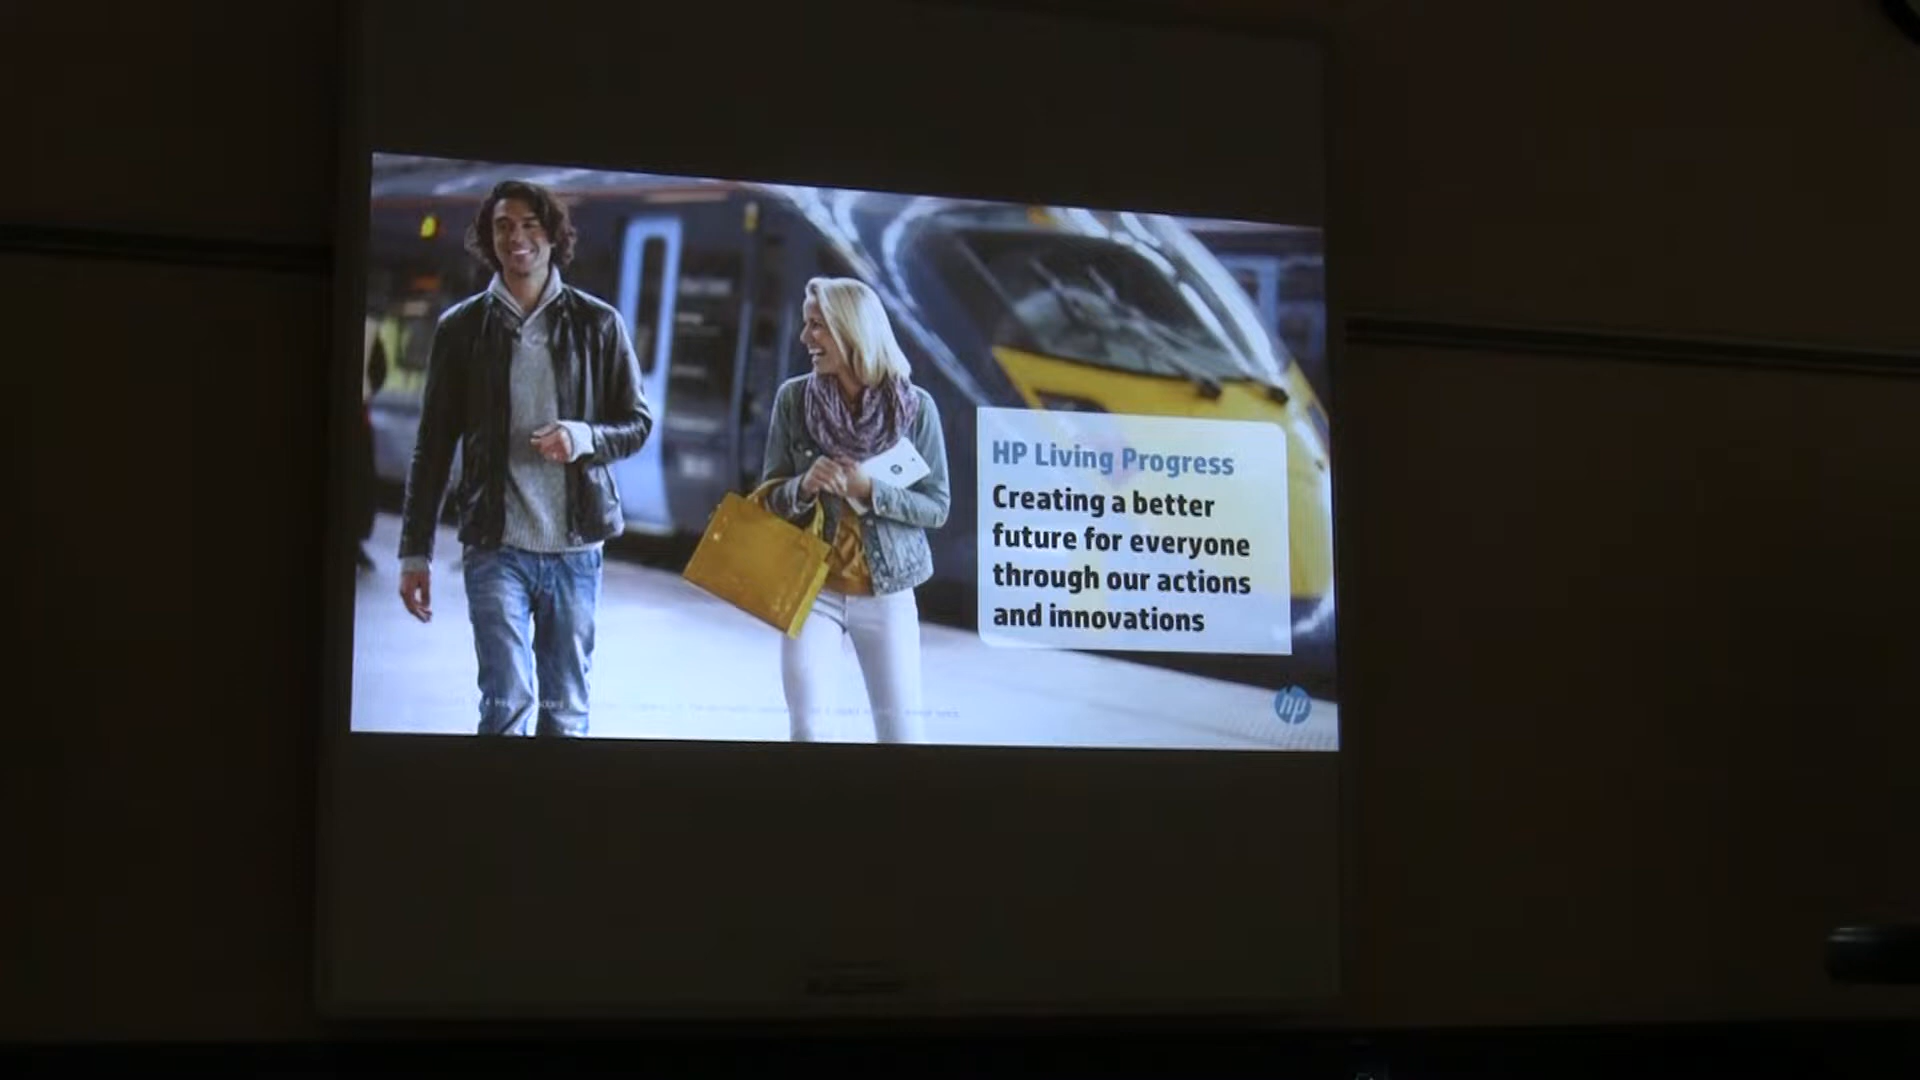 HP Living Progress
Creating a better
future for everyone
through our actions
and innovations
hp